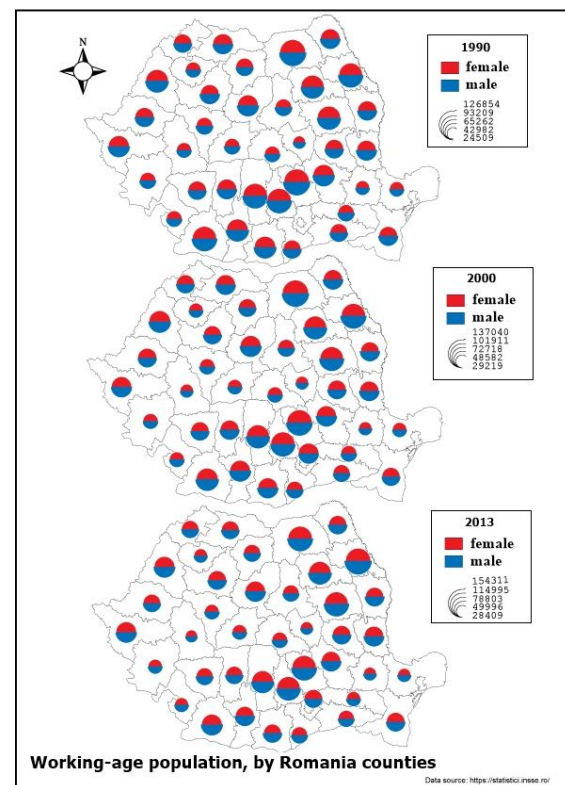 N
1990
female
male
126854
93209
65262
42982
24509
2000
female
male
137040
101911
72718
48582
29219
2013
female
male
154311
114995
78803
49996
28409
Working-age population, by Romania counties
Data source: https://statistici.insse.ro/